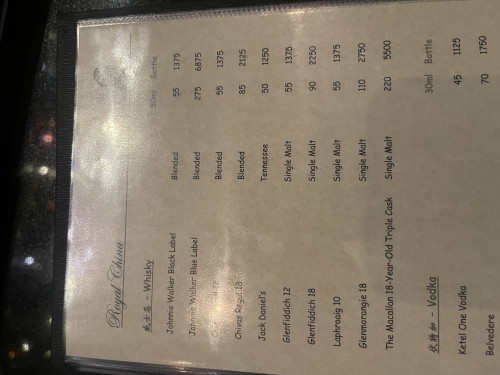 Royal China
威士忌 - Whisky 30ml Bottle
Johnnie Walker Black Label Blended 55 1375
Johnnie Walker Blue Label Blended 275 6875
Blended 55 1375
Chivas Regal 18 Blended 85 2125
Jack Daniel's Tennessee 50 1250
Glenfiddich 12 Single Malt 55 1375
Glenfiddich 18 Single Malt 90 2250
Laphroaig 10 Single Malt 55 1375
Glenmorangie 18 Single Malt 110 2750
The Macallan 18-Year-Old Triple Cask Single Malt 220 5500
伏特加 - Vodka 30ml Bottle
Ketel One Vodka 45 1125
Belvedere 70 1750